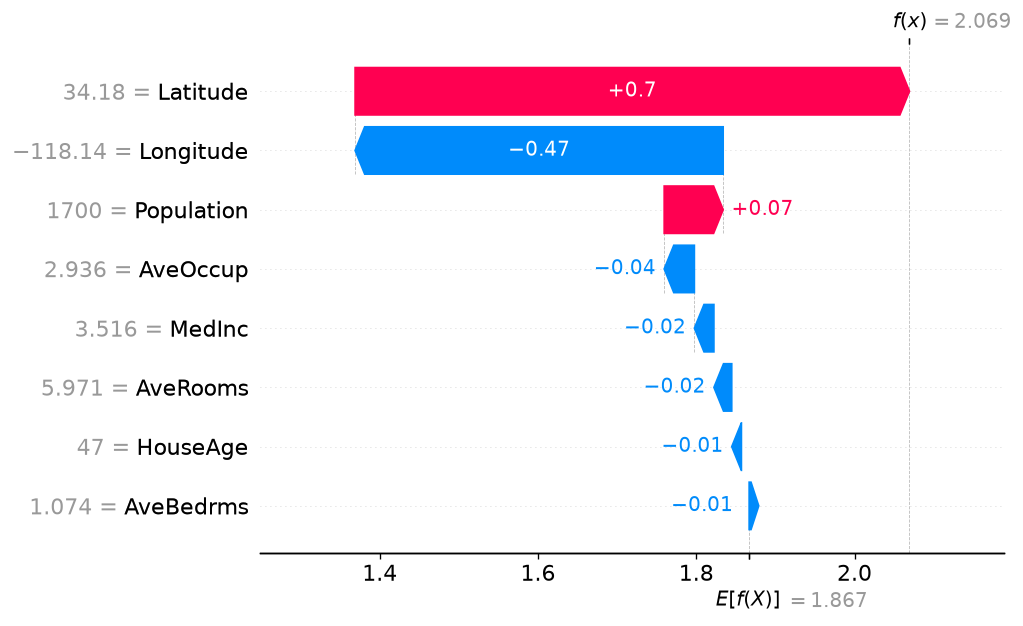 f(x) = 2.069
34.18 = Latitude
+0.7
−118.14 = Longitude
−0.47
1700 = Population
+0.07
2.936 = AveOccup
−0.04
3.516 = MedInc
−0.02
5.971 = AveRooms
−0.02
47 = HouseAge
−0.01
1.074 = AveBedrms
−0.01
1.4 1.6 1.8 2.0
E[f(X)] = 1.867